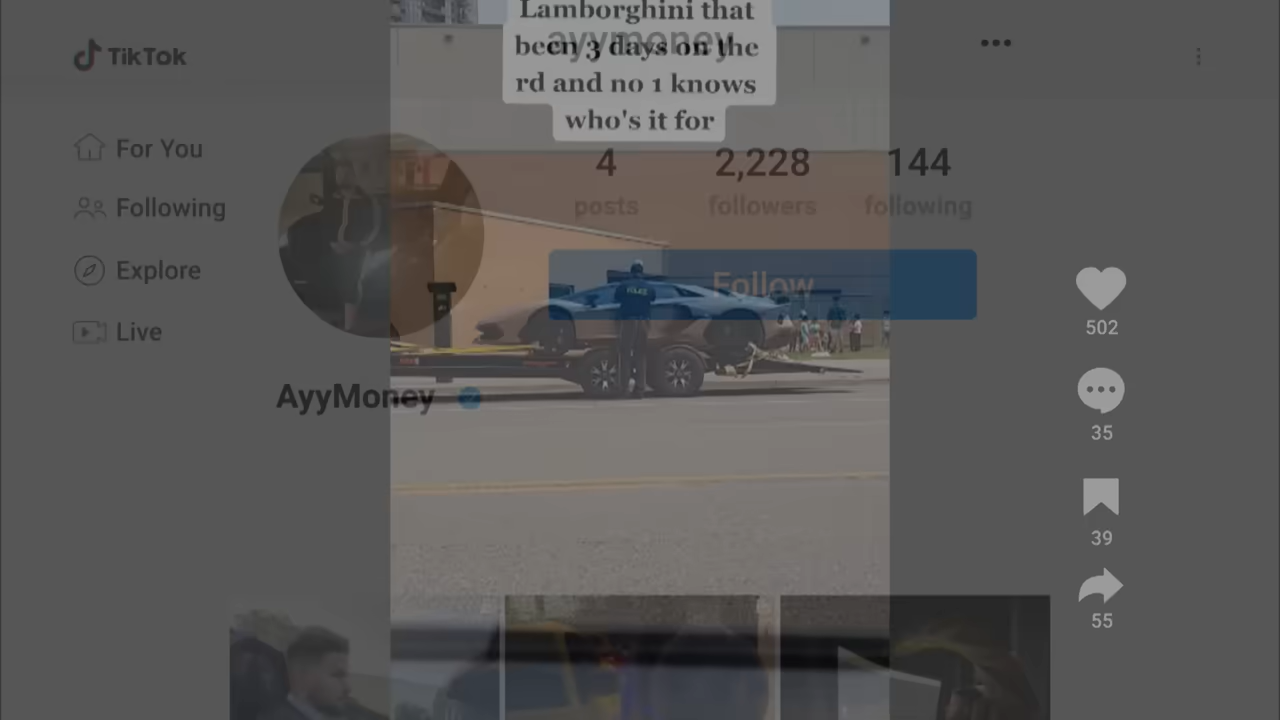 Lamborghini that
been 3 days on the
rd and no 1 knows
who's it for
ayymoney
TikTok
For You
Following
Explore
Live
4
posts
2,228
followers
144
following
Follow
POLICE
AyyMoney
502
35
39
55